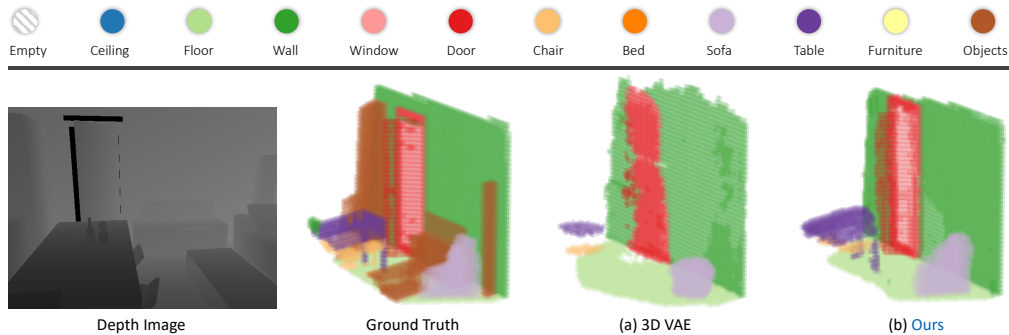 Empty Ceiling Floor Wall Window Door Chair Bed Sofa Table Furniture Objects
Depth Image Ground Truth (a) 3D VAE (b) Ours